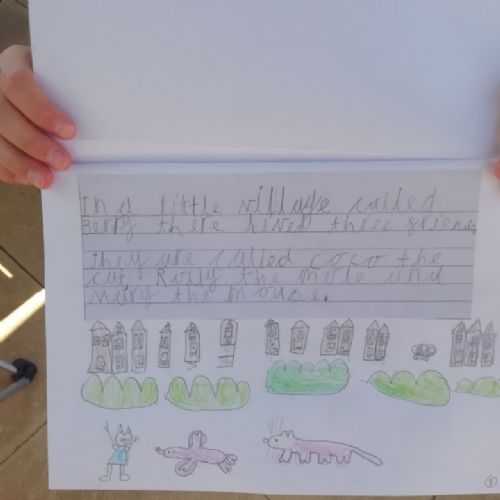 In a little village called
Berry there lived three friends
They are called coco the
cat, Rolly the mole and
mory the mouse.